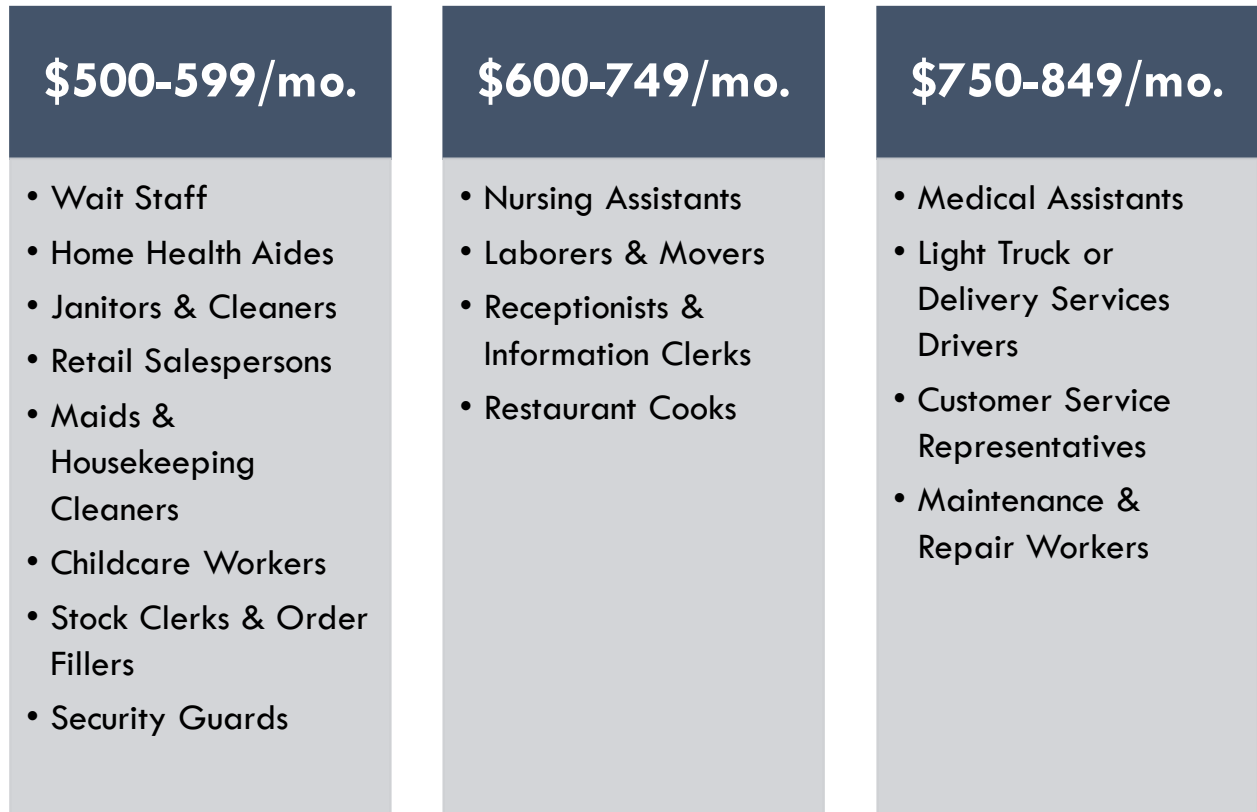 $500-599/mo.
• Wait Staff
• Home Health Aides
• Janitors & Cleaners
• Retail Salespersons
• Maids &
Housekeeping
Cleaners
• Childcare Workers
• Stock Clerks & Order
Fillers
• Security Guards
$600-749/mo.
• Nursing Assistants
• Laborers & Movers
• Receptionists &
Information Clerks
• Restaurant Cooks
$750-849/mo.
• Medical Assistants
• Light Truck or
Delivery Services
Drivers
• Customer Service
Representatives
• Maintenance &
Repair Workers